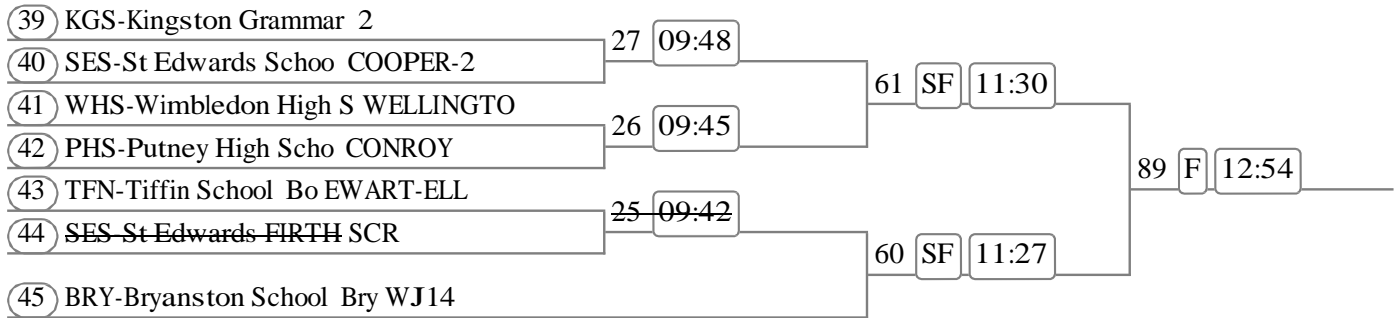 39 KGS-Kingston Grammar 2
27 09:48
40 SES-St Edwards Schoo COOPER-2
61 SF 11:30
41 WHS-Wimbledon High S WELLINGTO
26 09:45
42 PHS-Putney High Scho CONROY
89 F 12:54
43 TFN-Tiffin School Bo EWART-ELL
25 09:42
44 SES-St Edwards FIRTH SCR
60 SF 11:27
45 BRY-Bryanston School Bry WJ14